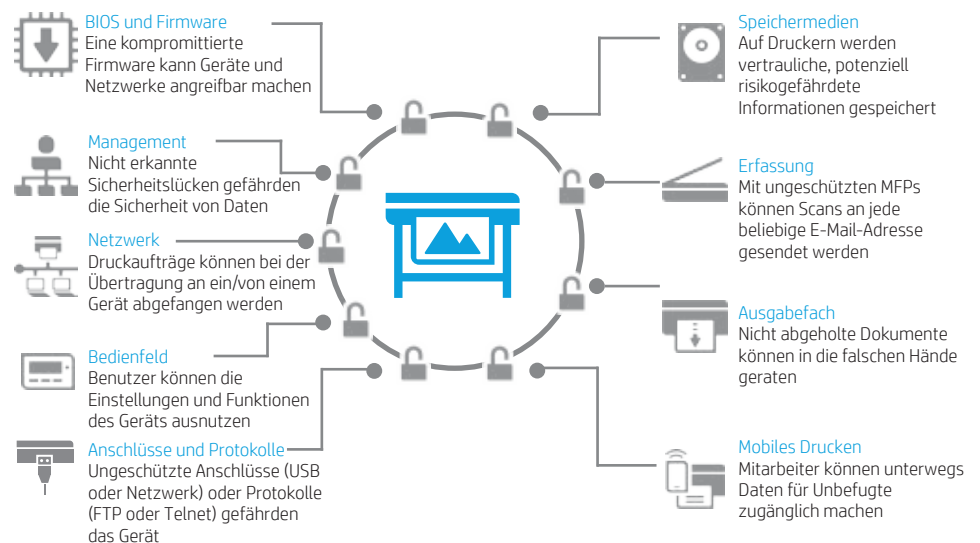 BIOS und Firmware
Eine kompromittierte
Firmware kann Geräte und
Netzwerke angreifbar machen
Management
Nicht erkannte
Sicherheitslücken gefährden
die Sicherheit von Daten
Netzwerk
Druckaufträge können bei der
Übertragung an ein/von einem
Gerät abgefangen werden
Bedienfeld
Benutzer können die
Einstellungen und Funktionen
des Geräts ausnutzen
Anschlüsse und Protokolle
Ungeschützte Anschlüsse (USB
oder Netzwerk) oder Protokolle
(FTP oder Telnet) gefährden
das Gerät
Speichermedien
Auf Druckern werden
vertrauliche, potenziell
risikogefährdete
Informationen gespeichert
Erfassung
Mit ungeschützten MFPs
können Scans an jede
beliebige E-Mail-Adresse
gesendet werden
Ausgabefach
Nicht abgeholte Dokumente
können in die falschen Hände
geraten
Mobiles Drucken
Mitarbeiter können unterwegs
Daten für Unbefugte
zugänglich machen